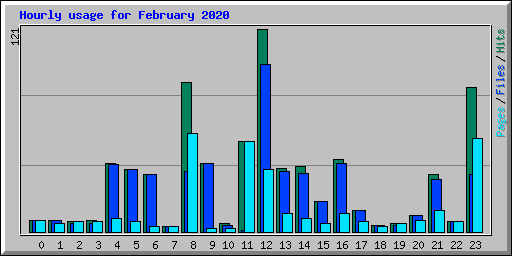 Hourly usage for February 2020
121
Pages / Files / Hits
0 1 2 3 4 5 6 7 8 9 10 11 12 13 14 15 16 17 18 19 20 21 22 23